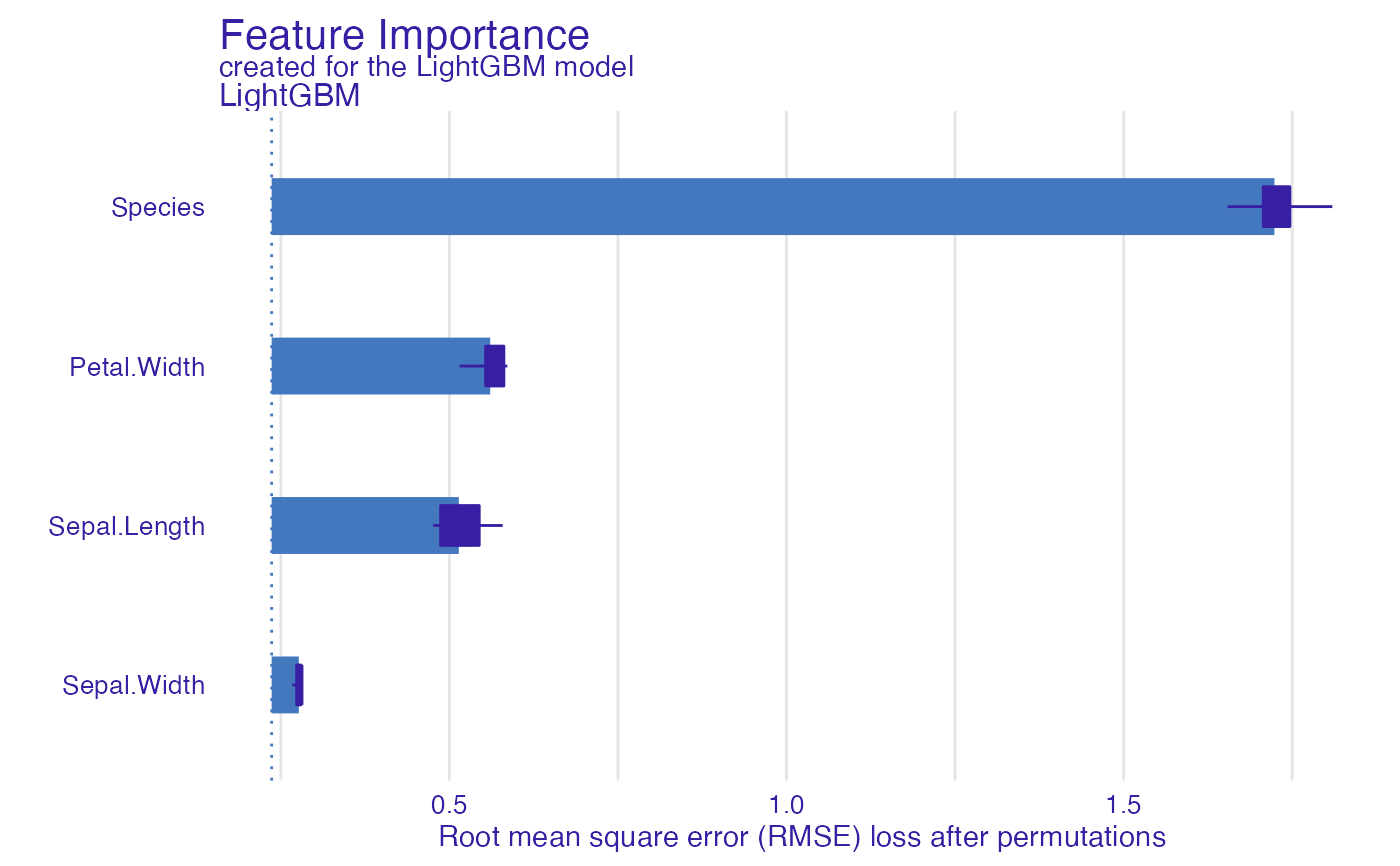 Feature Importance
created for the LightGBM model
LightGBM
Species
Petal.Width
Sepal.Length
Sepal.Width
0.5 1.0 1.5
Root mean square error (RMSE) loss after permutations